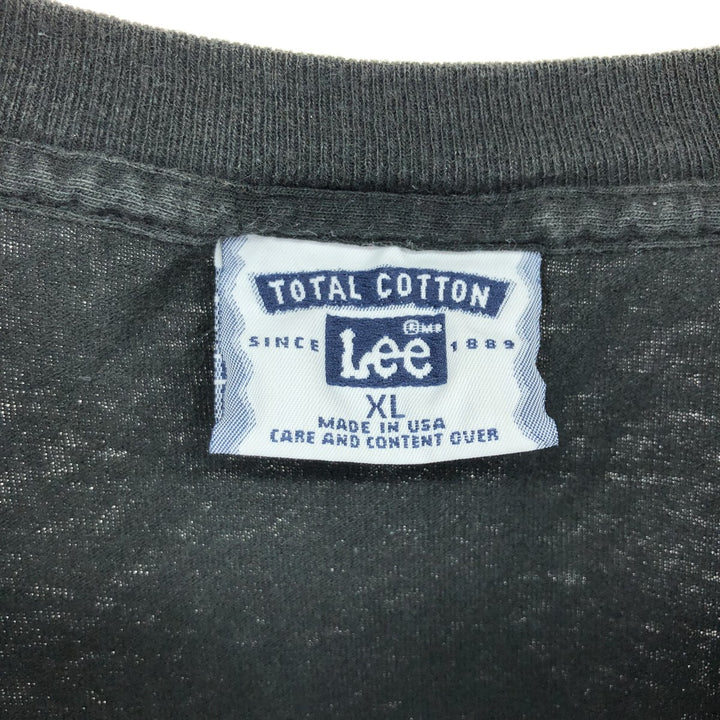 TOTAL COTTON
®MR
SINCE Lee 1889
XL
MADE IN USA
CARE AND CONTENT OVER